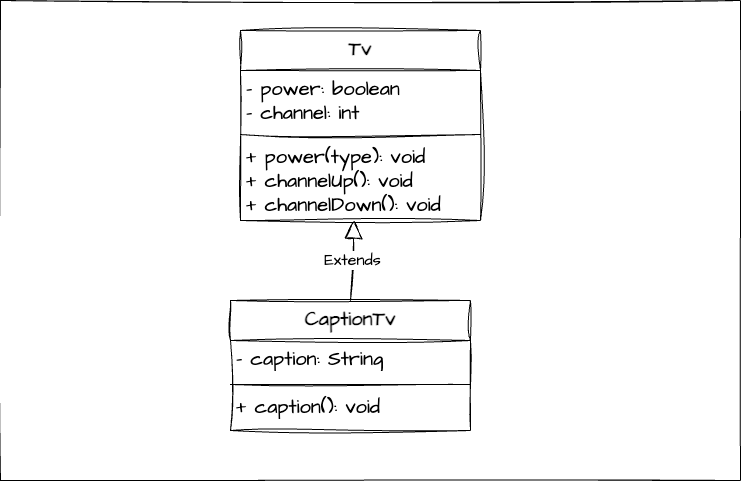 Tv
- power: boolean
- channel: int
+ power(type): void
+ channelUp(): void
+ channelDown(): void
Extends
CaptionTv
- caption: String
+ caption(): void